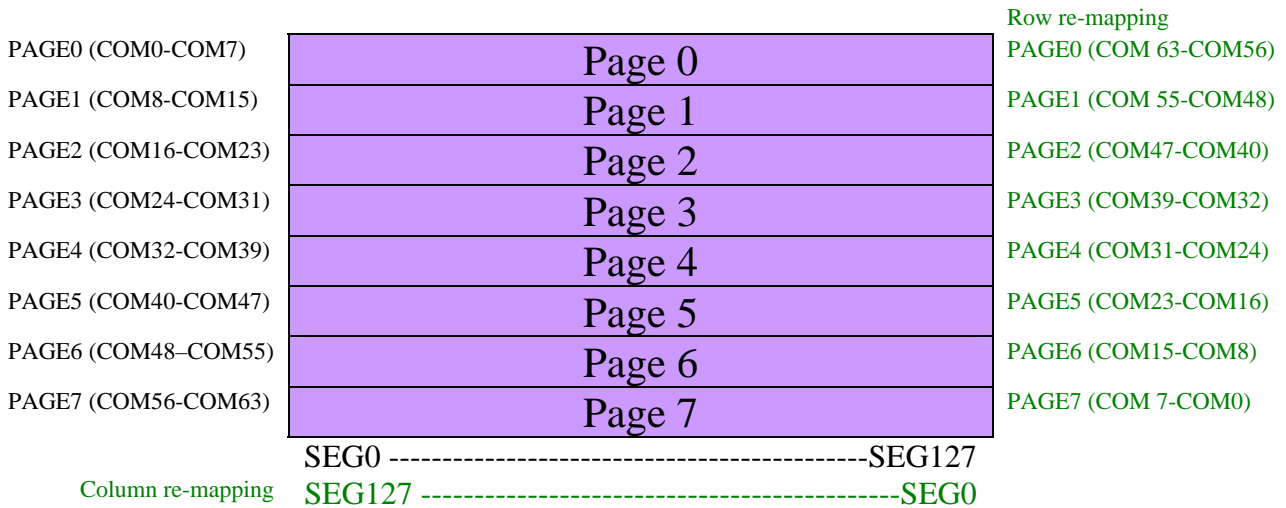 Row re-mapping
PAGE0 (COM0-COM7) Page 0 PAGE0 (COM 63-COM56)
PAGE1 (COM8-COM15) Page 1 PAGE1 (COM 55-COM48)
PAGE2 (COM16-COM23) Page 2 PAGE2 (COM47-COM40)
PAGE3 (COM24-COM31) Page 3 PAGE3 (COM39-COM32)
PAGE4 (COM32-COM39) Page 4 PAGE4 (COM31-COM24)
PAGE5 (COM40-COM47) Page 5 PAGE5 (COM23-COM16)
PAGE6 (COM48–COM55) Page 6 PAGE6 (COM15-COM8)
PAGE7 (COM56-COM63) Page 7 PAGE7 (COM 7-COM0)
SEG0 ---------------------------------------------SEG127
Column re-mapping SEG127 ---------------------------------------------SEG0